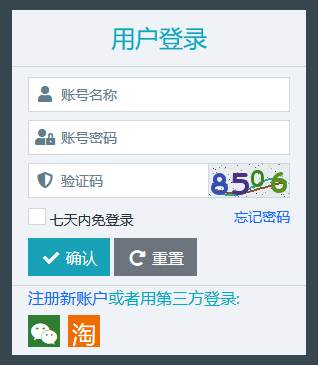 用户登录
账号名称
账号密码
验证码 8506
七天内免登录 忘记密码
确认 重置
注册新账户或者用第三方登录:
淘